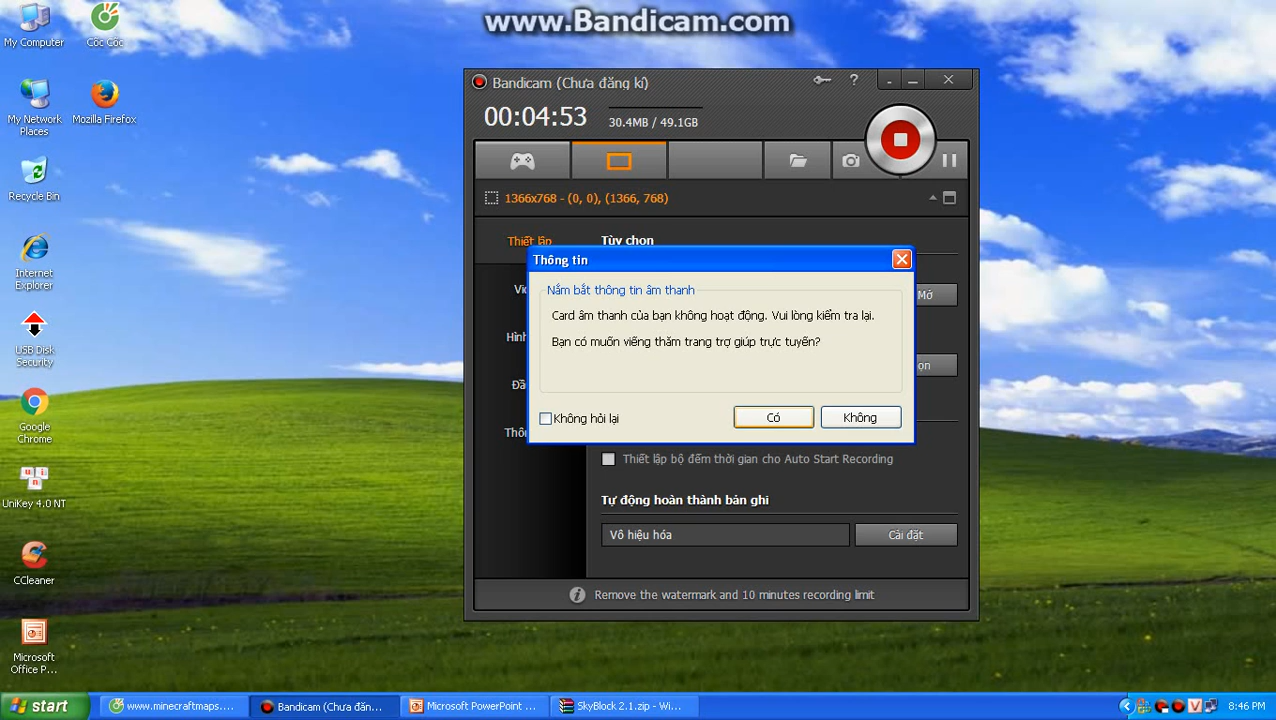 www.Bandicam.com
My Computer
Cốc Cốc
My Network Places
Mozilla Firefox
Recycle Bin
Internet Explorer
USB Disk Security
Google Chrome
UniKey 4.0 NT
CCleaner
Microsoft Office P...
Bandicam (Chưa đăng kí)
?
00:04:53
30.4MB / 49.1GB
1366x768 - (0, 0), (1366, 768)
Thiết lập
Tùy chọn
Thông tin
Nắm bắt thông tin âm thanh
Card âm thanh của bạn không hoạt động. Vui lòng kiểm tra lại.
Bạn có muốn viếng thăm trang trợ giúp trực tuyến?
Không hỏi lại
Có
Không
Mở
Thiết lập bộ đếm thời gian cho Auto Start Recording
Tự động hoàn thành bản ghi
Vô hiệu hóa
Cài đặt
Remove the watermark and 10 minutes recording limit
start
www.minecraftmaps....
Bandicam (Chưa đăn...
Microsoft PowerPoint ...
SkyBlock 2.1.zip - Wi...
8:46 PM